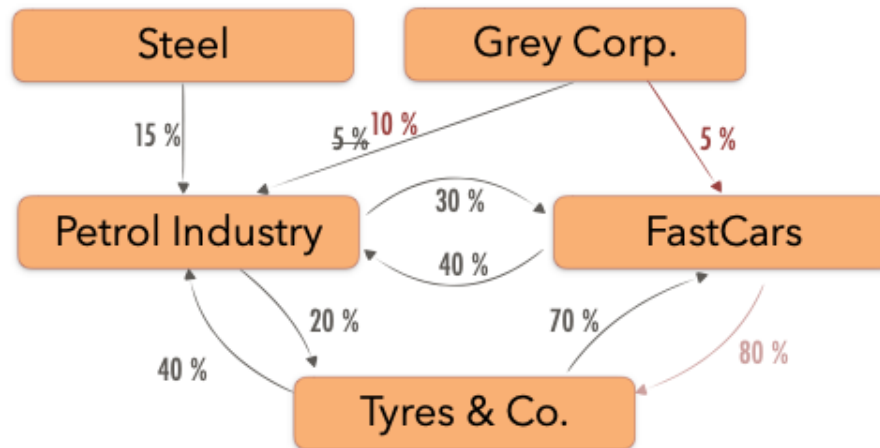 Steel
Grey Corp.
15 %
5 % 10 %
5 %
Petrol Industry
30 %
FastCars
40 %
20 %
70 %
80 %
40 %
Tyres & Co.